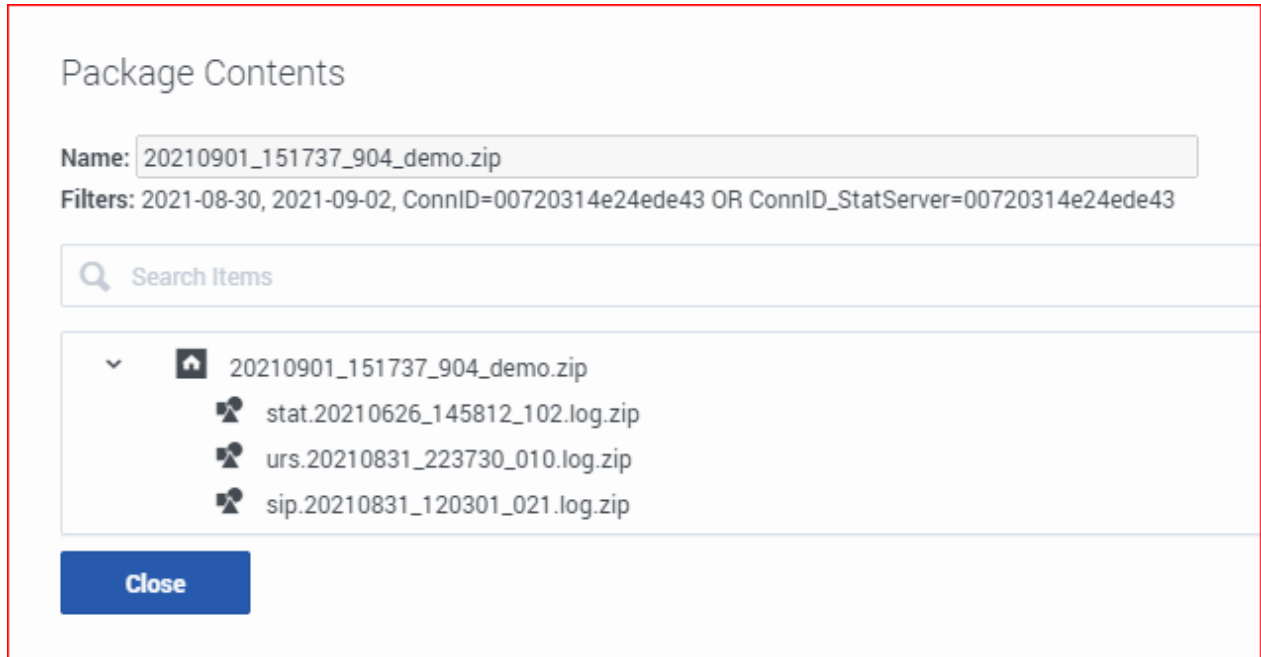 Package Contents
Name: 20210901_151737_904_demo.zip
Filters: 2021-08-30, 2021-09-02, ConnID=00720314e24ede43 OR ConnID_StatServer=00720314e24ede43
Search Items
20210901_151737_904_demo.zip
stat.20210626_145812_102.log.zip
urs.20210831_223730_010.log.zip
sip.20210831_120301_021.log.zip
Close